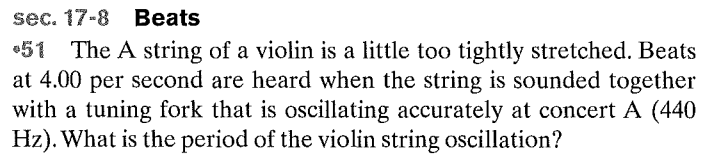 sec. 17-8 Beats
•51 The A string of a violin is a little too tightly stretched. Beats
at 4.00 per second are heard when the string is sounded together
with a tuning fork that is oscillating accurately at concert A (440
Hz). What is the period of the violin string oscillation?